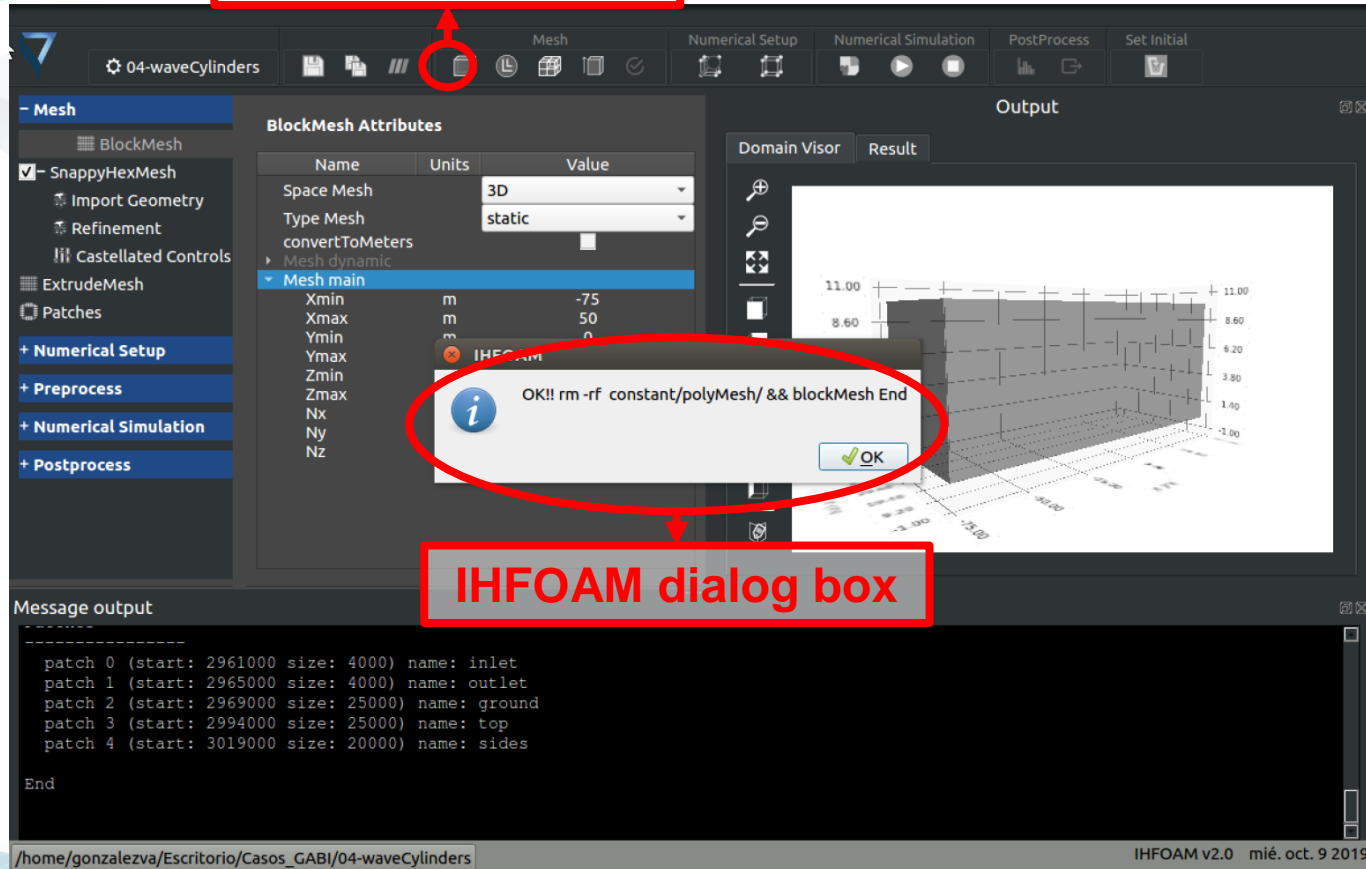 Mesh
Numerical Setup
Numerical Simulation
PostProcess
Set Initial
04-waveCylinders
− Mesh
BlockMesh
SnappyHexMesh
Import Geometry
Refinement
Castellated Controls
ExtrudeMesh
Patches
+ Numerical Setup
+ Preprocess
+ Numerical Simulation
+ Postprocess
BlockMesh Attributes
Name Units Value
Space Mesh 3D
Type Mesh static
convertToMeters
Mesh dynamic
Mesh main
Xmin m -75
Xmax m 50
Ymin m 0
Ymax
Zmin
Zmax
Nx
Ny
Nz
IHFOAM
OK!! rm -rf constant/polyMesh/ && blockMesh End
OK
IHFOAM dialog box
Output
Domain Visor Result
11.00
8.60
11.00
8.60
6.20
3.80
1.40
-1.00
-50.00
-75.00
Message output
----------------
patch 0 (start: 2961000 size: 4000) name: inlet
patch 1 (start: 2965000 size: 4000) name: outlet
patch 2 (start: 2969000 size: 25000) name: ground
patch 3 (start: 2994000 size: 25000) name: top
patch 4 (start: 3019000 size: 20000) name: sides
End
/home/gonzalezva/Escritorio/Casos_GABI/04-waveCylinders
IHFOAM v2.0 mié. oct. 9 2019